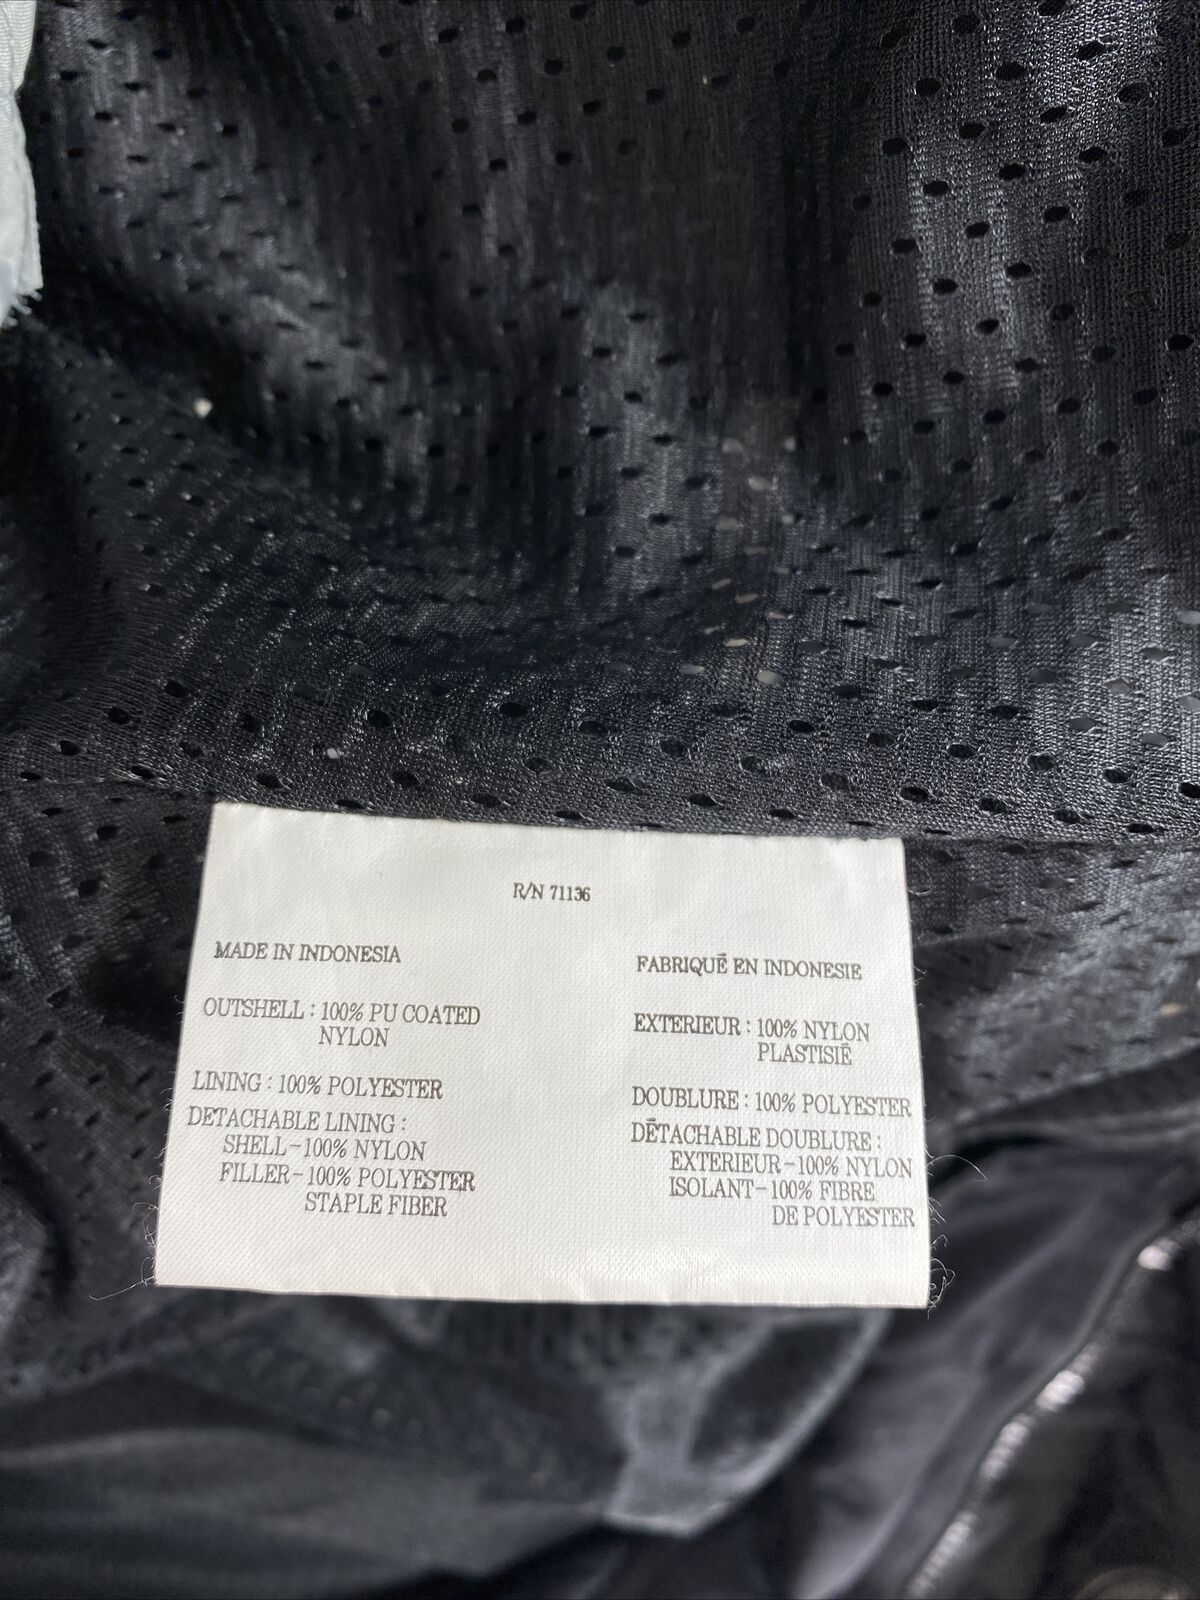 R/N 71136
MADE IN INDONESIA
OUTSHELL : 100% PU COATED
NYLON
LINING : 100% POLYESTER
DETACHABLE LINING :
SHELL-100% NYLON
FILLER-100% POLYESTER
STAPLE FIBER
FABRIQUÉ EN INDONESIE
EXTERIEUR : 100% NYLON
PLASTISIÉ
DOUBLURE : 100% POLYESTER
DÉTACHABLE DOUBLURE :
EXTERIEUR-100% NYLON
ISOLANT-100% FIBRE
DE POLYESTER